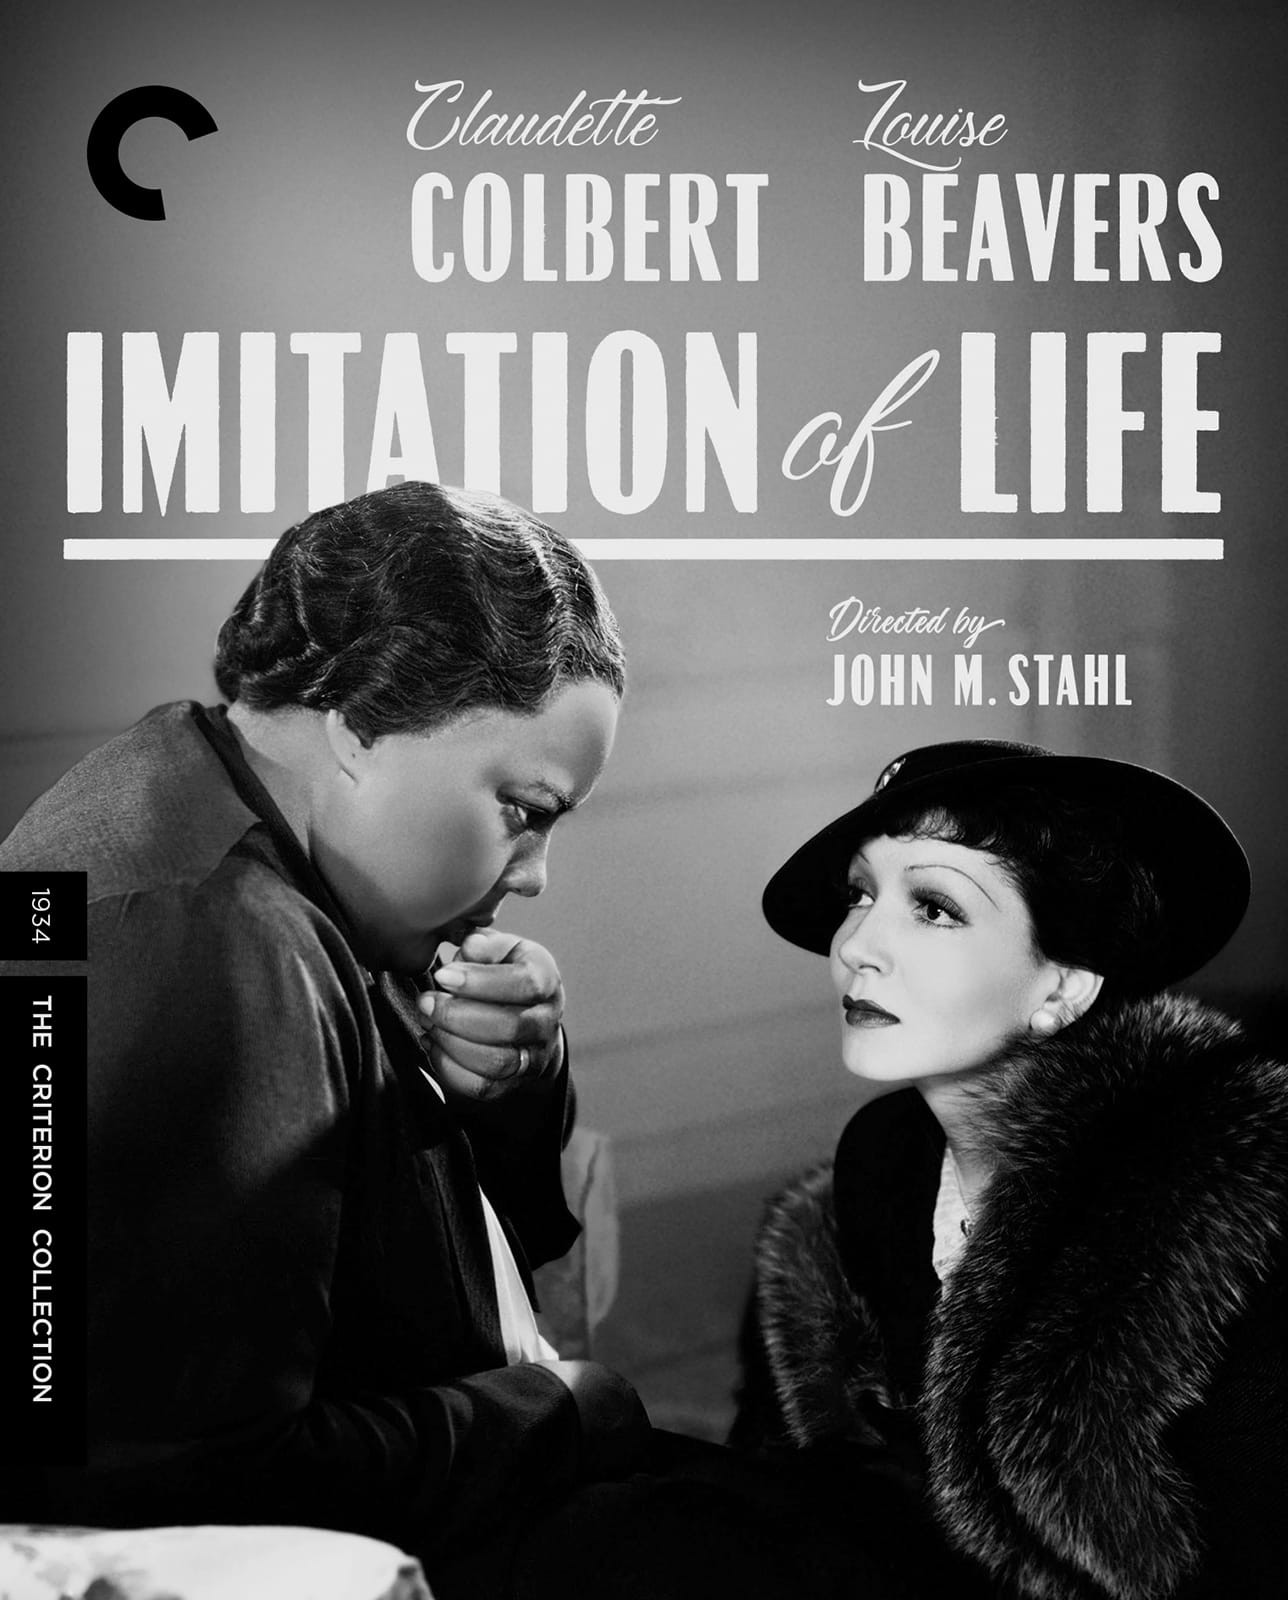 Claudette Louise
COLBERT BEAVERS
IMITATION of LIFE
Directed by
JOHN M. STAHL
1934
THE CRITERION COLLECTION